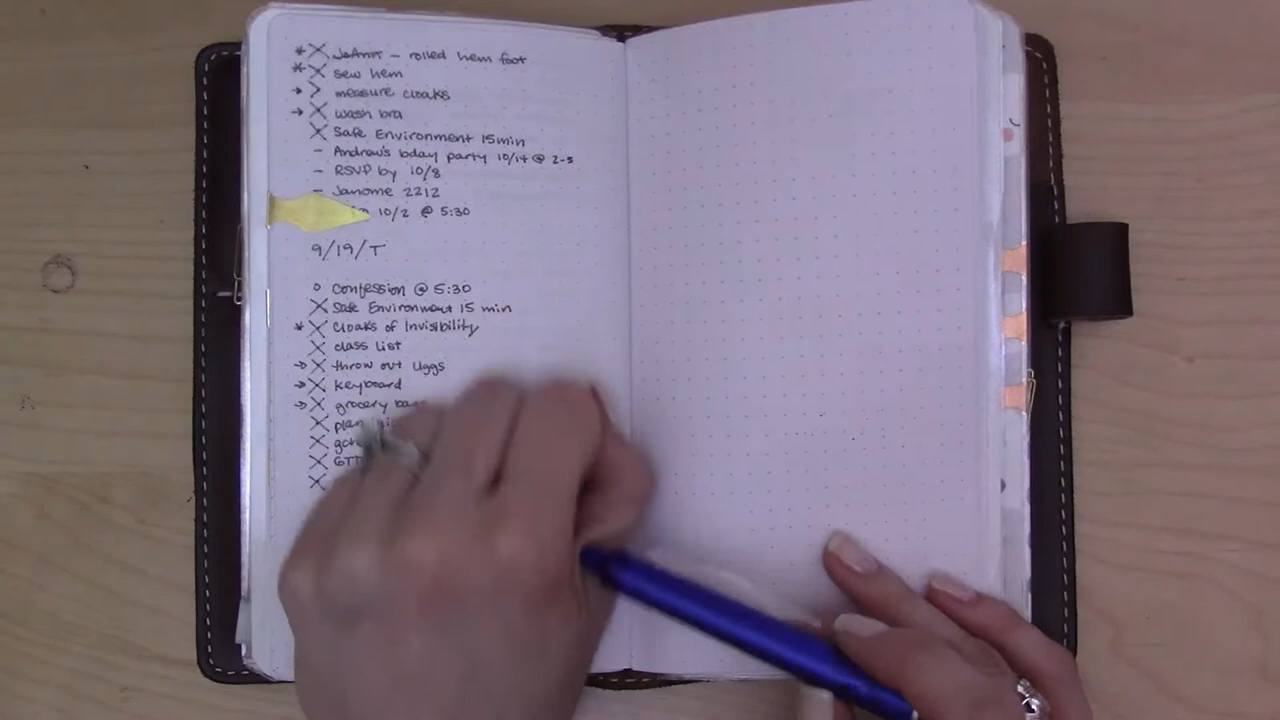 * X JoAnn - rolled hem foot
* X sew hem
→ > measure cloaks
→ X wash bra
X Safe Environment 15min
- Andrew's bday party 10/14 @ 2-5
- RSVP by 10/8
- Janome 2212
10/2 @ 5:30
9/19/T
o Confession @ 5:30
X Safe Environment 15 min
* X Cloaks of Invisibility
X class list
→ X throw out Uggs
→ X keyboard
→ X grocery
X plan
X
X GTD
X